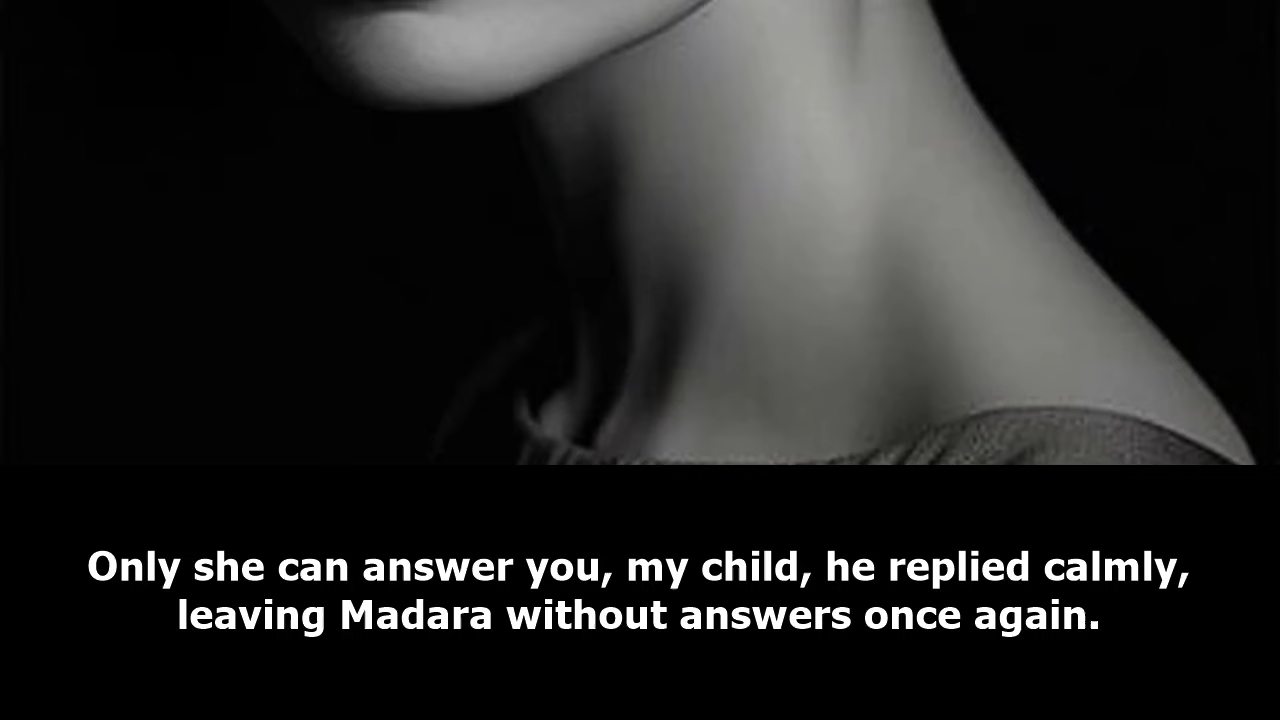 Only she can answer you, my child, he replied calmly,
leaving Madara without answers once again.